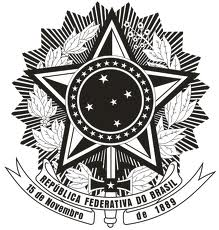 REPÚBLICA FEDERATIVA DO BRASIL
15 de Novembro de 1889